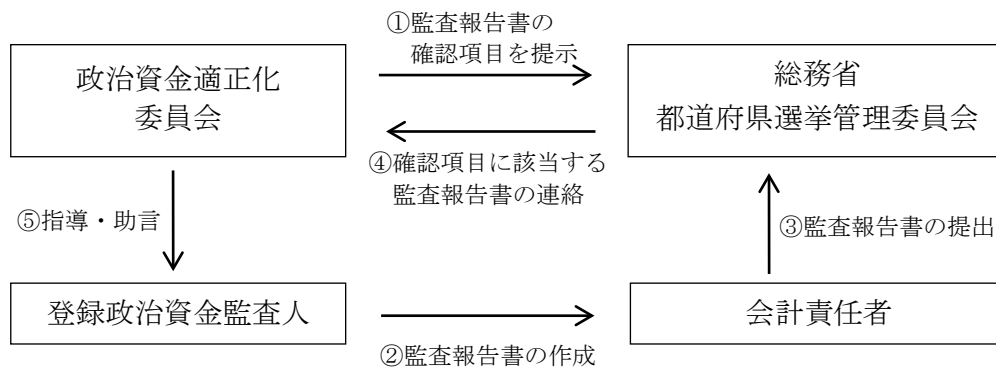 ①監査報告書の
確認項目を提示
政治資金適正化
委員会
総務省
都道府県選挙管理委員会
④確認項目に該当する
監査報告書の連絡
⑤指導・助言
③監査報告書の提出
登録政治資金監査人
会計責任者
②監査報告書の作成